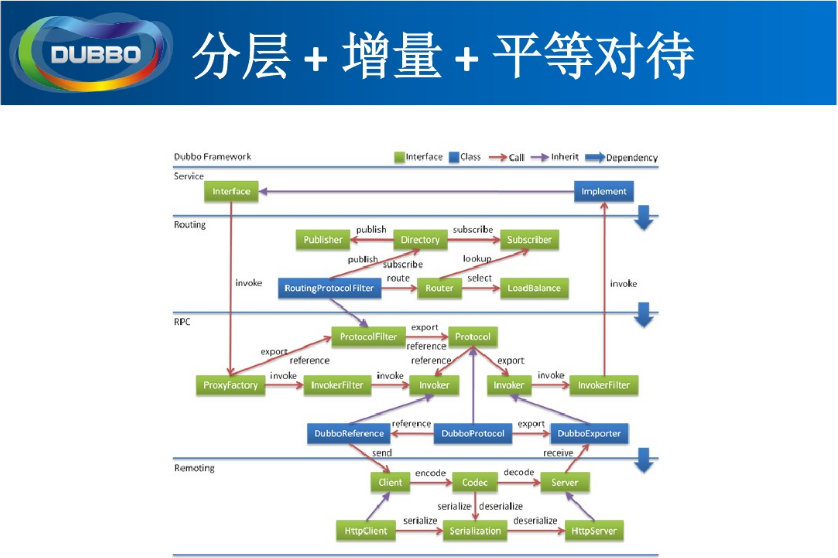 DUBBO 分层 + 增量 + 平等对待
Dubbo Framework Interface Class Call Inherit Dependency
Service
Interface Implement
Routing
publish subscribe
Publisher Directory Subscriber
publish subscribe lookup
route select
invoke RoutingProtocolFilter Router LoadBalance invoke
RPC
export
ProtocolFilter Protocol
reference
export reference reference export
invoke invoke invoke
ProxyFactory InvokerFilter Invoker Invoker InvokerFilter
reference export
DubboReference DubboProtocol DubboExporter
send receive
Remoting
encode decode
Client Codec Server
serialize deserialize
serialize deserialize
HttpClient Serialization HttpServer